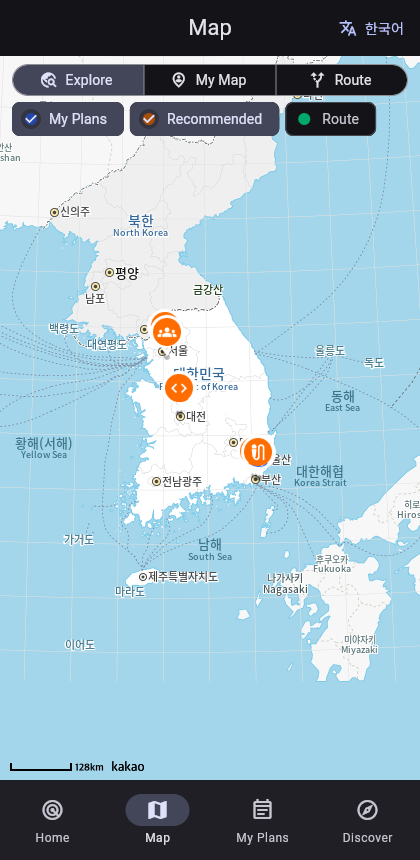 Map
한국어
Explore
My Map
Route
My Plans
Recommended
Route
신의주
북한
North Korea
평양
금강산
남포
백령도
대연평도
서울
울릉도
독도
대한민국
of Korea
동해
East Sea
대전
황해(서해)
Yellow Sea
울산
대한해협
Korea Strait
전남광주
부산
가거도
남해
South Sea
후쿠오카
Fukuoka
제주특별자치도
나가사키
Nagasaki
마라도
이어도
미야자키
Miyazaki
128km
kakao
Home
Map
My Plans
Discover